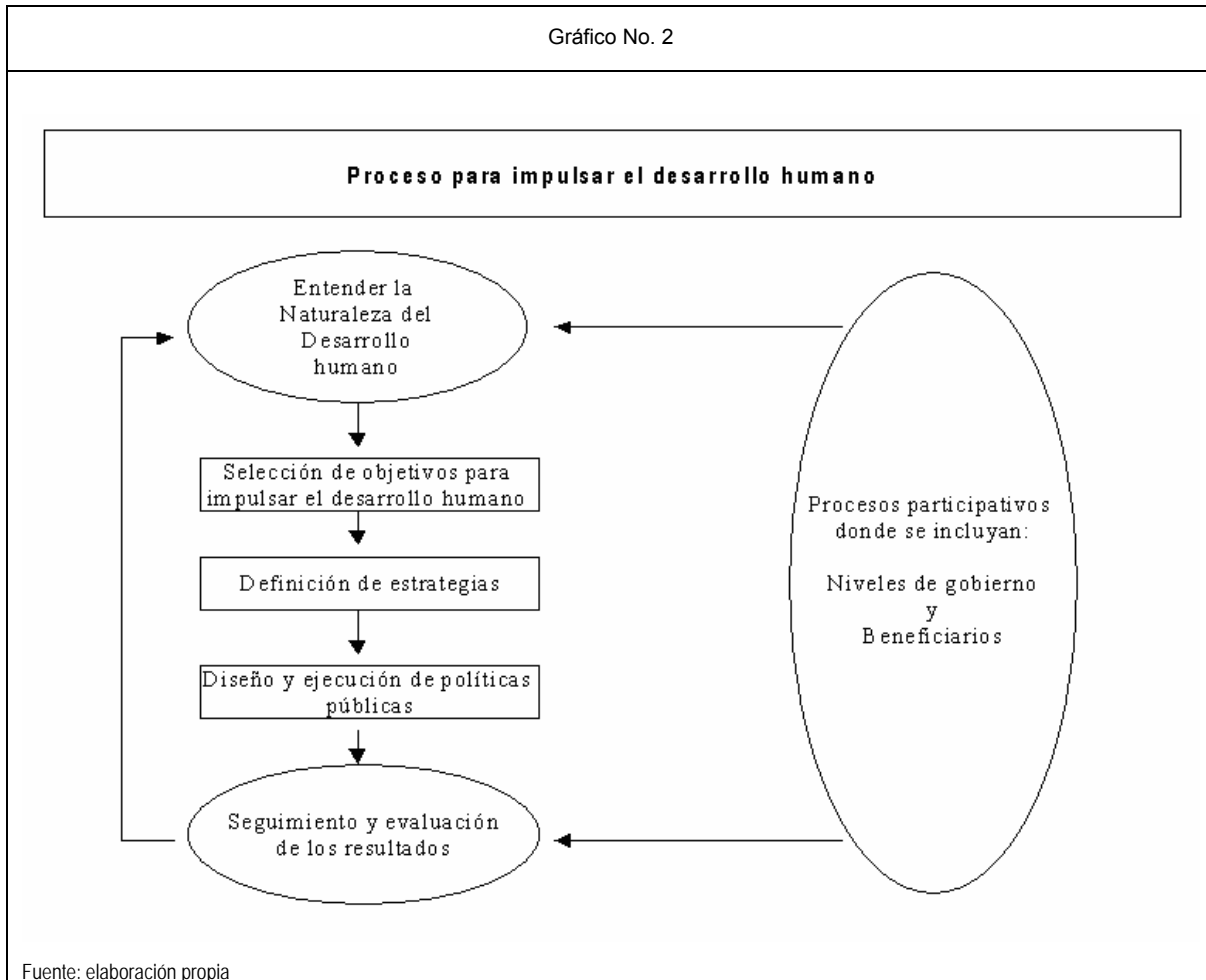 Gráfico No. 2
Proceso para impulsar el desarrollo humano
Entender la
Naturaleza del
Desarrollo
humano
Selección de objetivos para
impulsar el desarrollo humano
Definición de estrategias
Diseño y ejecución de políticas
públicas
Seguimiento y evaluación
de los resultados
Procesos participativos
donde se incluyan:
Niveles de gobierno
y
Beneficiarios
Fuente: elaboración propia